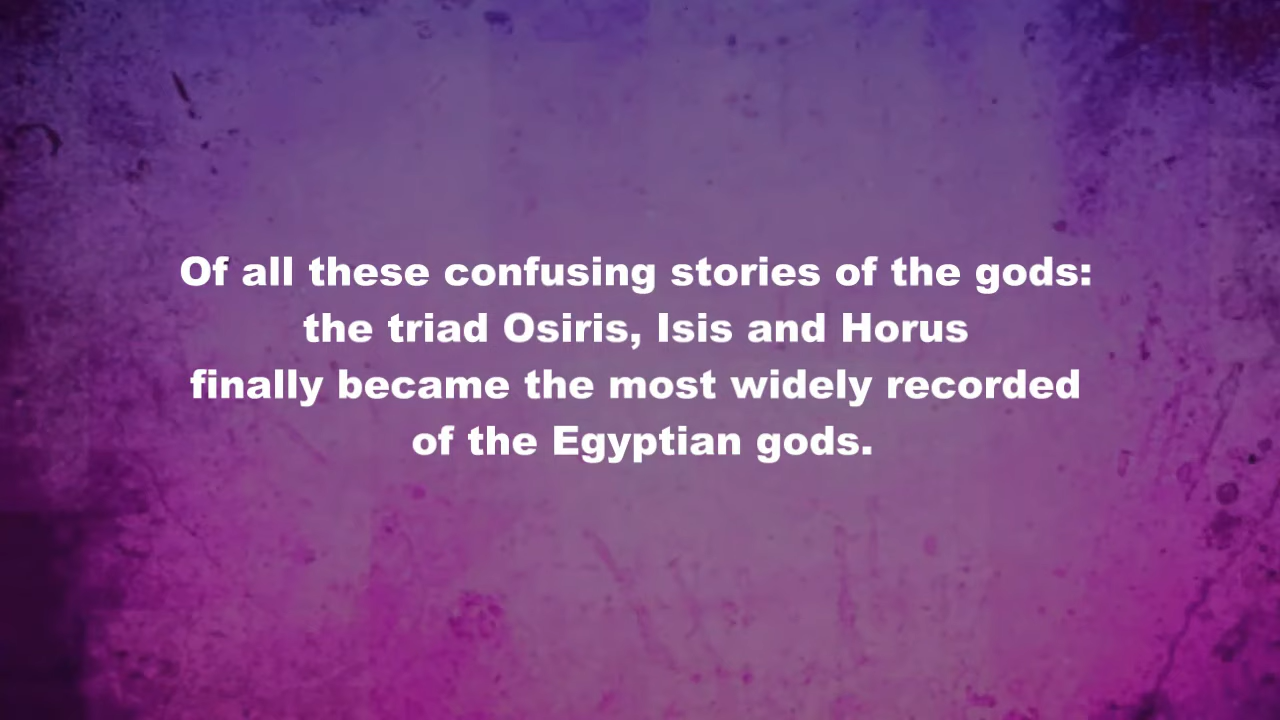 Of all these confusing stories of the gods:
the triad Osiris, Isis and Horus
finally became the most widely recorded
of the Egyptian gods.